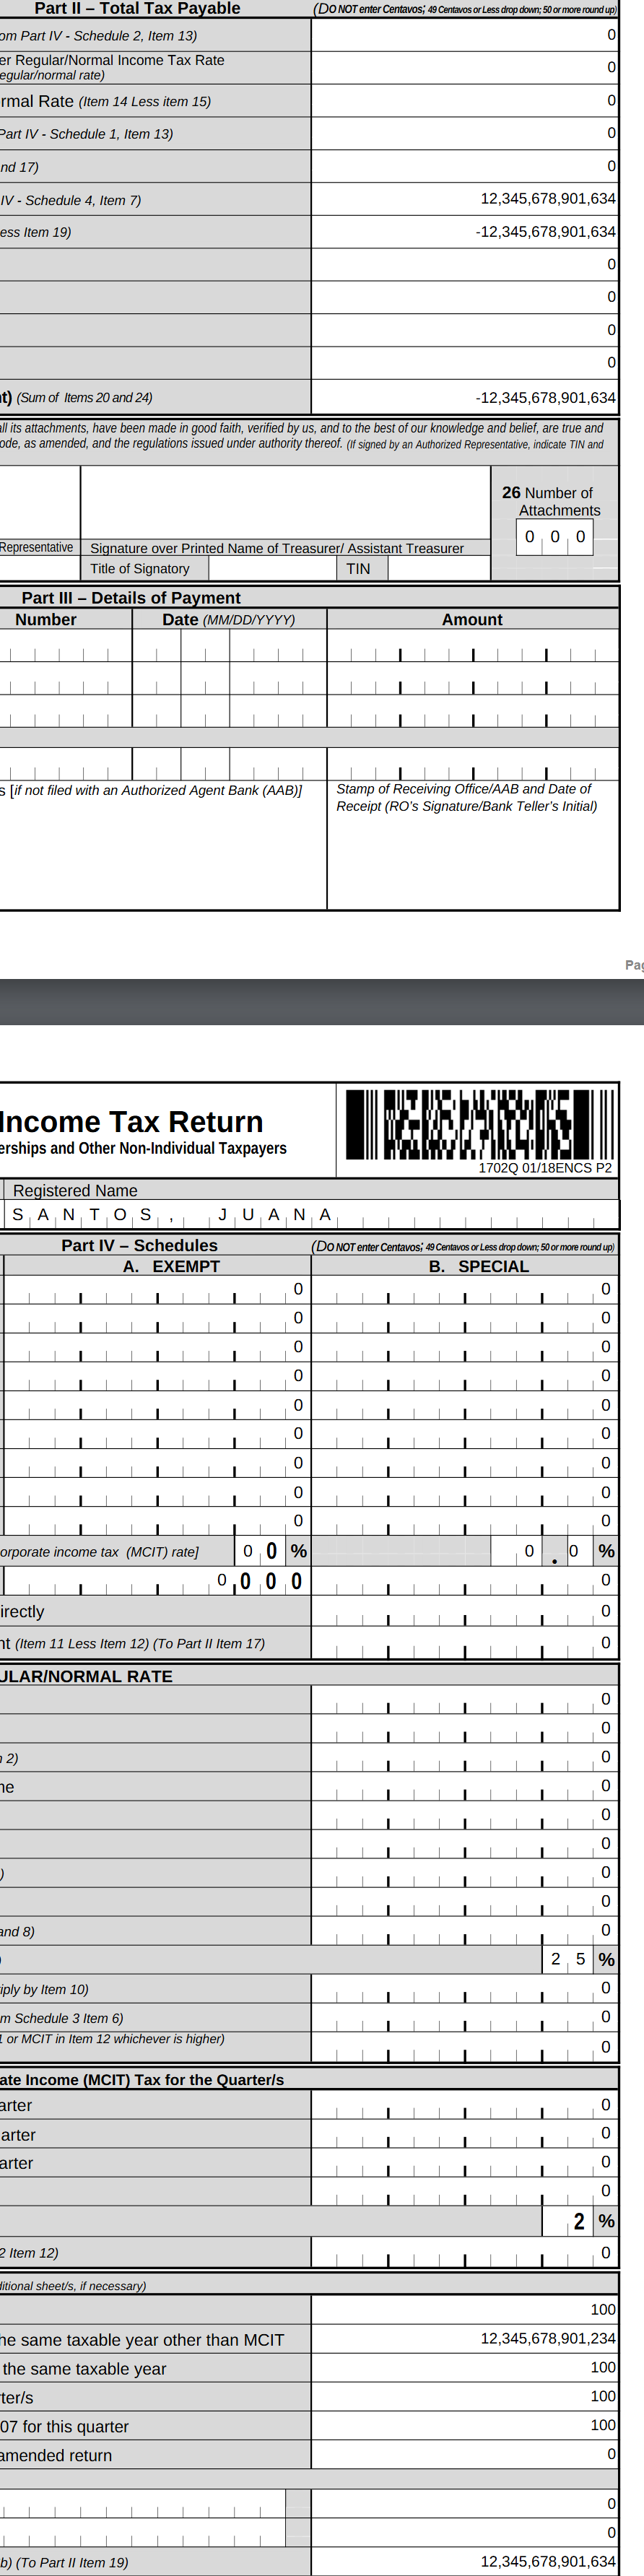 Part II – Total Tax Payable (DO NOT enter Centavos; 49 Centavos or Less drop down; 50 or more round up)
om Part IV - Schedule 2, Item 13) 0
er Regular/Normal Income Tax Rate
egular/normal rate) 0
rmal Rate (Item 14 Less item 15) 0
Part IV - Schedule 1, Item 13) 0
nd 17) 0
IV - Schedule 4, Item 7) 12,345,678,901,634
ess Item 19) -12,345,678,901,634
0
0
0
0
t) (Sum of Items 20 and 24) -12,345,678,901,634
all its attachments, have been made in good faith, verified by us, and to the best of our knowledge and belief, are true and
ode, as amended, and the regulations issued under authority thereof. (If signed by an Authorized Representative, indicate TIN and
26 Number of
Attachments
0 0 0
Representative Signature over Printed Name of Treasurer/ Assistant Treasurer
Title of Signatory TIN
Part III – Details of Payment
Number Date (MM/DD/YYYY) Amount
s [if not filed with an Authorized Agent Bank (AAB)] Stamp of Receiving Office/AAB and Date of
Receipt (RO's Signature/Bank Teller's Initial)
Pag
Income Tax Return
erships and Other Non-Individual Taxpayers
1702Q 01/18ENCS P2
Registered Name
S A N T O S , J U A N A
Part IV – Schedules (DO NOT enter Centavos; 49 Centavos or Less drop down; 50 or more round up)
A. EXEMPT B. SPECIAL
0 0
0 0
0 0
0 0
0 0
0 0
0 0
0 0
0 0
orporate income tax (MCIT) rate] 0 0 % 0 . 0 %
0 0 0 0 0
irectly 0
nt (Item 11 Less Item 12) (To Part II Item 17) 0
ULAR/NORMAL RATE
0
0
n 2) 0
ne 0
0
0
) 0
0
and 8) 0
) 2 5 %
iply by Item 10) 0
m Schedule 3 Item 6) 0
1 or MCIT in Item 12 whichever is higher) 0
ate Income (MCIT) Tax for the Quarter/s
arter 0
uarter 0
arter 0
0
2 %
2 Item 12) 0
ditional sheet/s, if necessary)
100
he same taxable year other than MCIT 12,345,678,901,234
the same taxable year 100
rter/s 100
07 for this quarter 100
amended return 0
0
0
b) (To Part II Item 19) 12,345,678,901,634